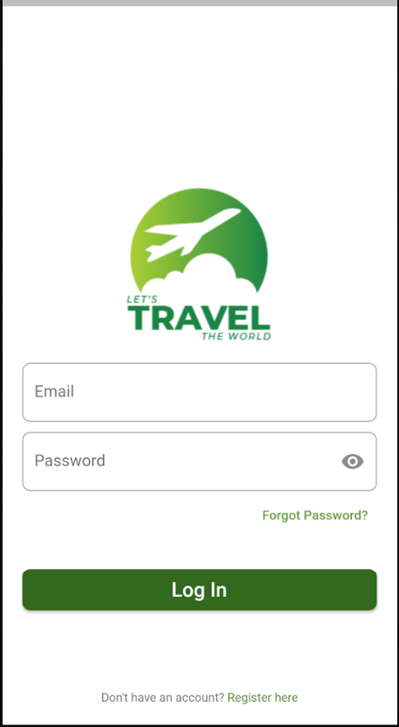 LET'S
TRAVEL
THE WORLD
Email
Password
Forgot Password?
Log In
Don't have an account? Register here